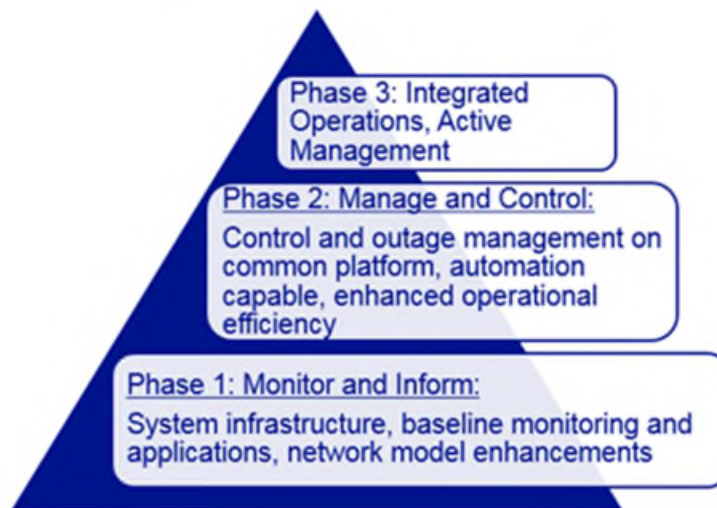 Phase 3: Integrated
Operations, Active
Management
Phase 2: Manage and Control:
Control and outage management on
common platform, automation
capable, enhanced operational
efficiency
Phase 1: Monitor and Inform:
System infrastructure, baseline monitoring and
applications, network model enhancements